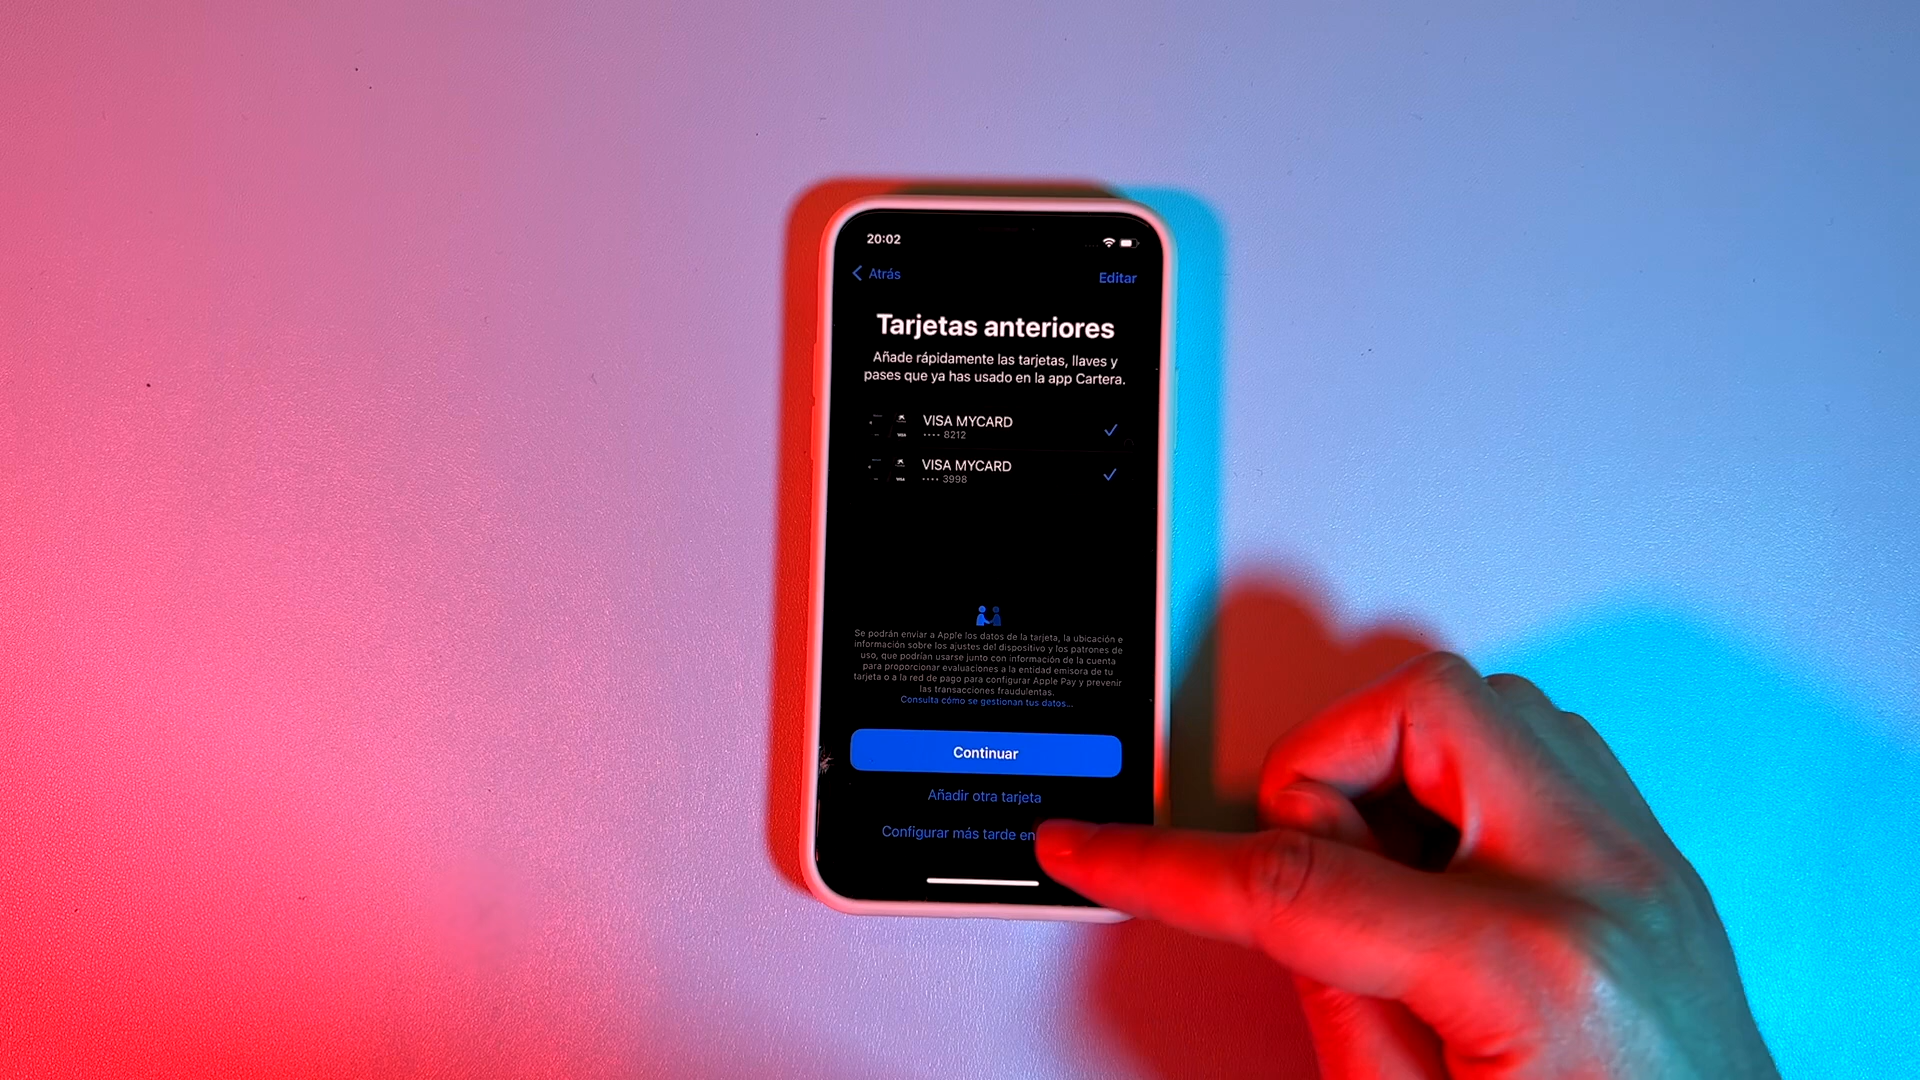 20:02
Atrás
Editar
Tarjetas anteriores
Añade rápidamente las tarjetas, llaves y
pases que ya has usado en la app Cartera.
VISA MYCARD
•••• 8212
VISA MYCARD
•••• 3998
Se podrán enviar a Apple los datos de la tarjeta, la ubicación e
información sobre los ajustes del dispositivo y los patrones de
uso, que podrían usarse junto con información de la cuenta
para proporcionar evaluaciones a la entidad emisora de tu
tarjeta o a la red de pago para configurar Apple Pay y prevenir
las transacciones fraudulentas.
Consulta cómo se gestionan tus datos...
Continuar
Añadir otra tarjeta
Configurar más tarde en